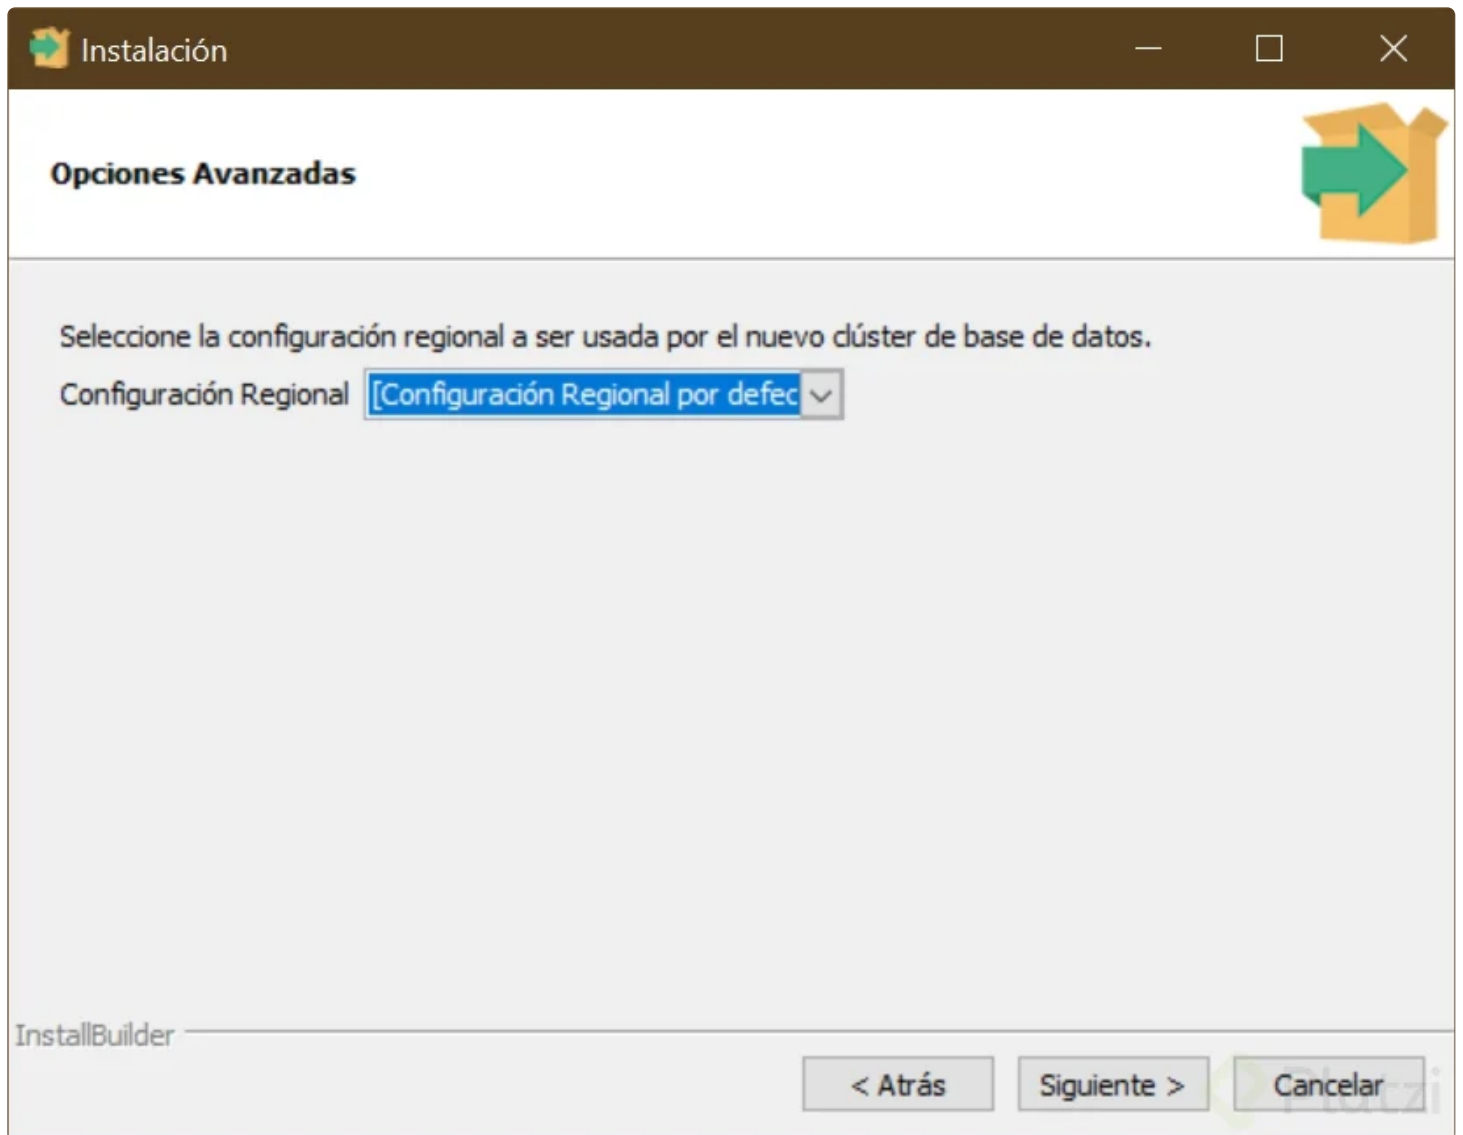 Instalación
Opciones Avanzadas
Seleccione la configuración regional a ser usada por el nuevo clúster de base de datos.
Configuración Regional [Configuración Regional por defec
InstallBuilder
< Atrás Siguiente > Cancelar
Platzi